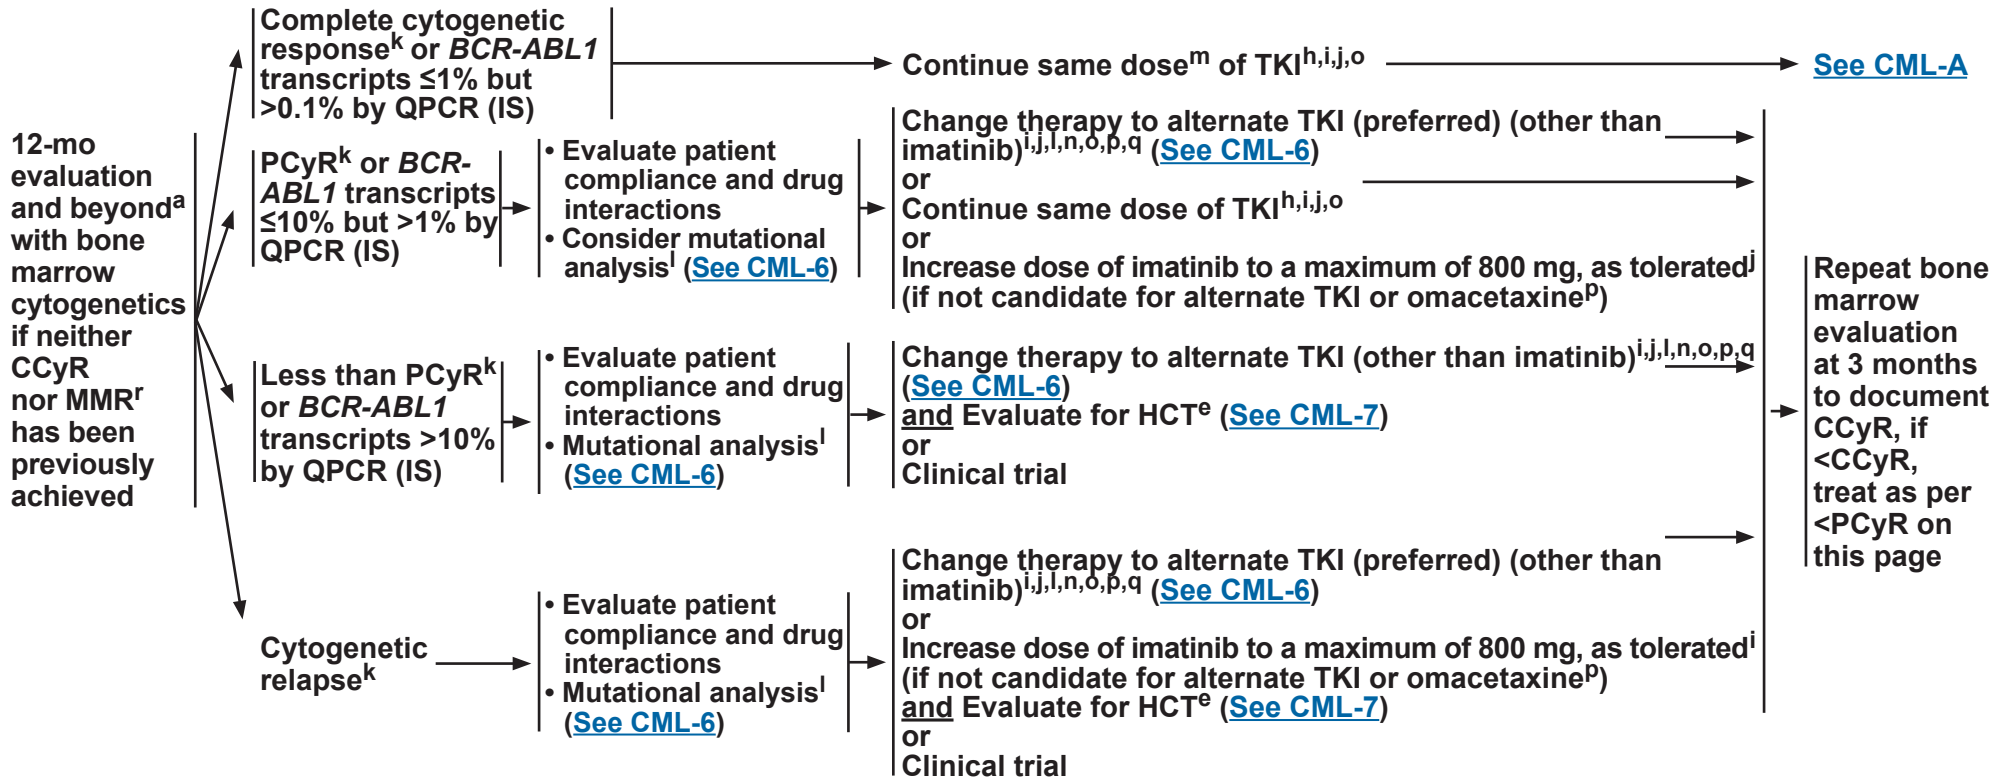 12-mo
evaluation
and beyondᵃ
with bone
marrow
cytogenetics
if neither
CCyR
nor MMRʳ
has been
previously
achieved
Complete cytogenetic
responseᵏ or BCR-ABL1
transcripts ≤1% but
>0.1% by QPCR (IS)
Continue same doseᵐ of TKIʰ,ⁱ,ʲ,ᵒ
See CML-A
PCyRᵏ or BCR-
ABL1 transcripts
≤10% but >1% by
QPCR (IS)
• Evaluate patient
compliance and drug
interactions
• Consider mutational
analysisˡ (See CML-6)
Change therapy to alternate TKI (preferred) (other than
imatinib)ⁱ,ʲ,ˡ,ⁿ,ᵒ,ᵖ,q (See CML-6)
or
Continue same dose of TKIʰ,ⁱ,ʲ,ᵒ
or
Increase dose of imatinib to a maximum of 800 mg, as toleratedʲ
(if not candidate for alternate TKI or omacetaxineᵖ)
Less than PCyRᵏ
or BCR-ABL1
transcripts >10%
by QPCR (IS)
• Evaluate patient
compliance and drug
interactions
• Mutational analysisˡ
(See CML-6)
Change therapy to alternate TKI (other than imatinib)ⁱ,ʲ,ˡ,ⁿ,ᵒ,ᵖ,q
(See CML-6)
and Evaluate for HCTᵉ (See CML-7)
or
Clinical trial
Cytogenetic
relapseᵏ
• Evaluate patient
compliance and drug
interactions
• Mutational analysisˡ
(See CML-6)
Change therapy to alternate TKI (preferred) (other than
imatinib)ⁱ,ʲ,ˡ,ⁿ,ᵒ,ᵖ,q (See CML-6)
or
Increase dose of imatinib to a maximum of 800 mg, as toleratedⁱ
(if not candidate for alternate TKI or omacetaxineᵖ)
and Evaluate for HCTᵉ (See CML-7)
or
Clinical trial
Repeat bone
marrow
evaluation
at 3 months
to document
CCyR, if
<CCyR,
treat as per
<PCyR on
this page